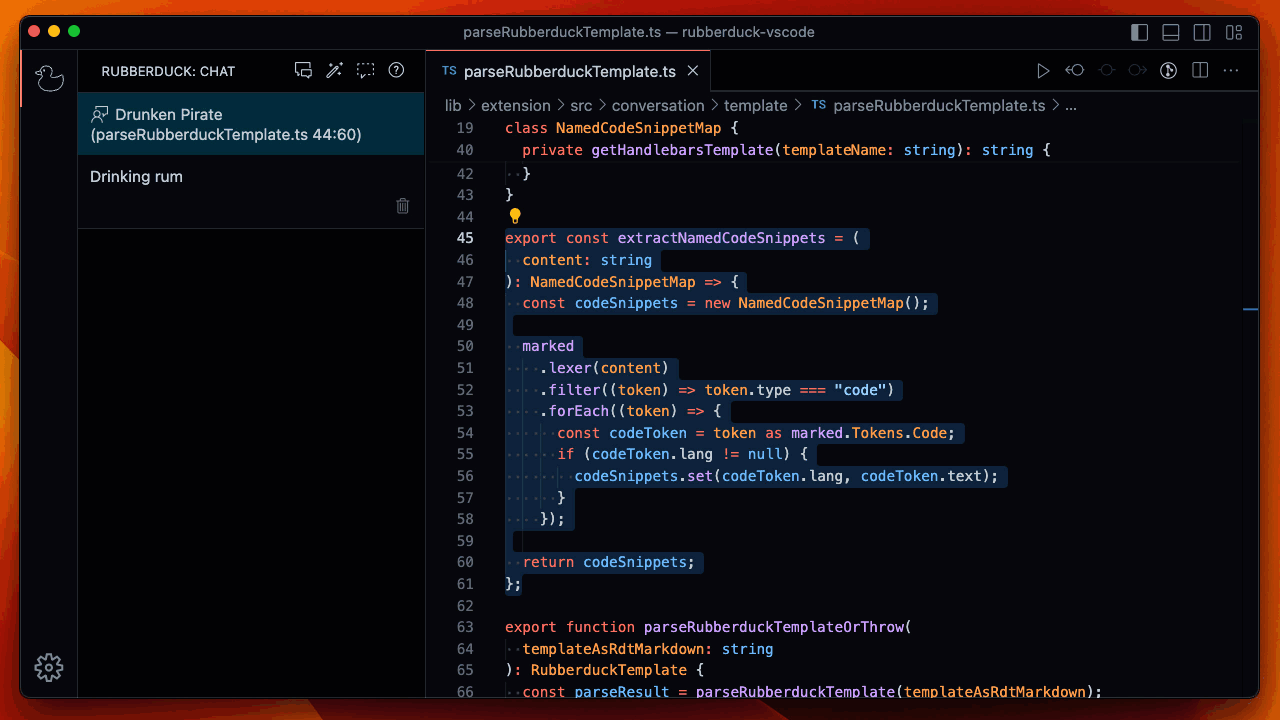 parseRubberduckTemplate.ts — rubberduck-vscode
RUBBERDUCK: CHAT
Drunken Pirate
(parseRubberduckTemplate.ts 44:60)
Drinking rum
TS parseRubberduckTemplate.ts
lib > extension > src > conversation > template > TS parseRubberduckTemplate.ts > ...
19 class NamedCodeSnippetMap {
40 private getHandlebarsTemplate(templateName: string): string {
42 }
43 }
44
45 export const extractNamedCodeSnippets = (
46 content: string
47 ): NamedCodeSnippetMap => {
48 const codeSnippets = new NamedCodeSnippetMap();
49
50 marked
51 .lexer(content)
52 .filter((token) => token.type === "code")
53 .forEach((token) => {
54 const codeToken = token as marked.Tokens.Code;
55 if (codeToken.lang != null) {
56 codeSnippets.set(codeToken.lang, codeToken.text);
57 }
58 });
59
60 return codeSnippets;
61 };
62
63 export function parseRubberduckTemplateOrThrow(
64 templateAsRdtMarkdown: string
65 ): RubberduckTemplate {
66 const parseResult = parseRubberduckTemplate(templateAsRdtMarkdown);